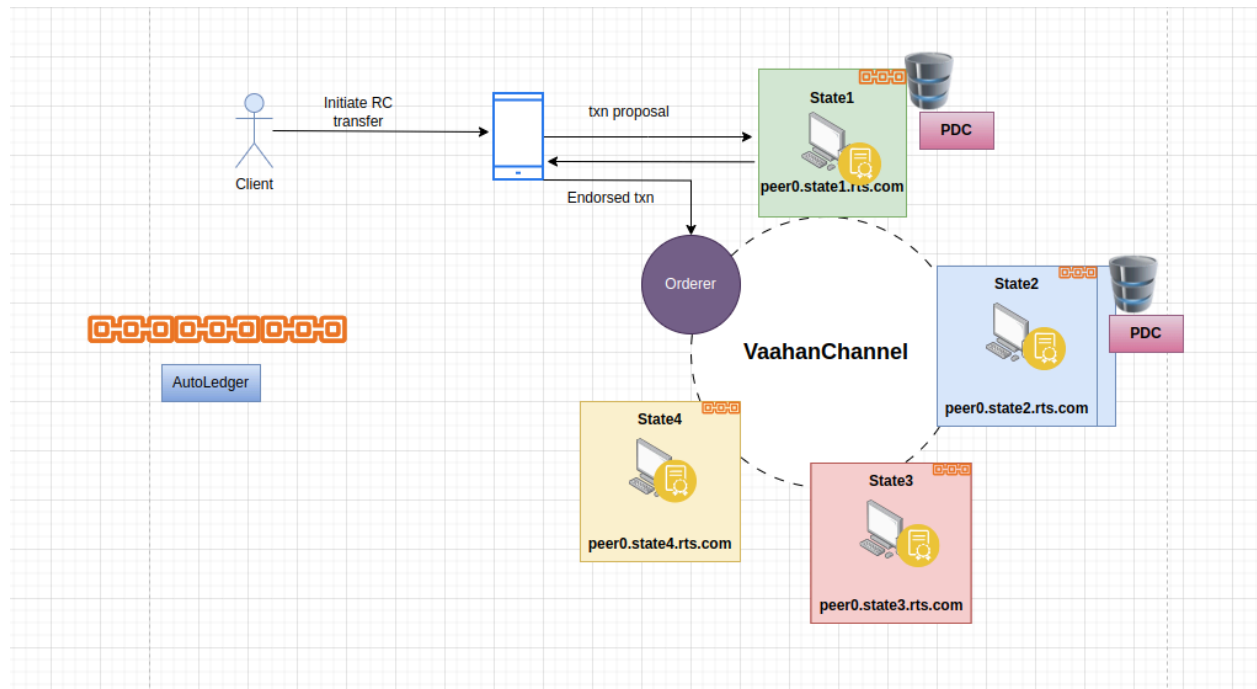 Initiate RC
transfer
Client
txn proposal
Endorsed txn
State1
peer0.state1.rts.com
PDC
Orderer
VaahanChannel
State2
peer0.state2.rts.com
PDC
AutoLedger
State4
peer0.state4.rts.com
State3
peer0.state3.rts.com